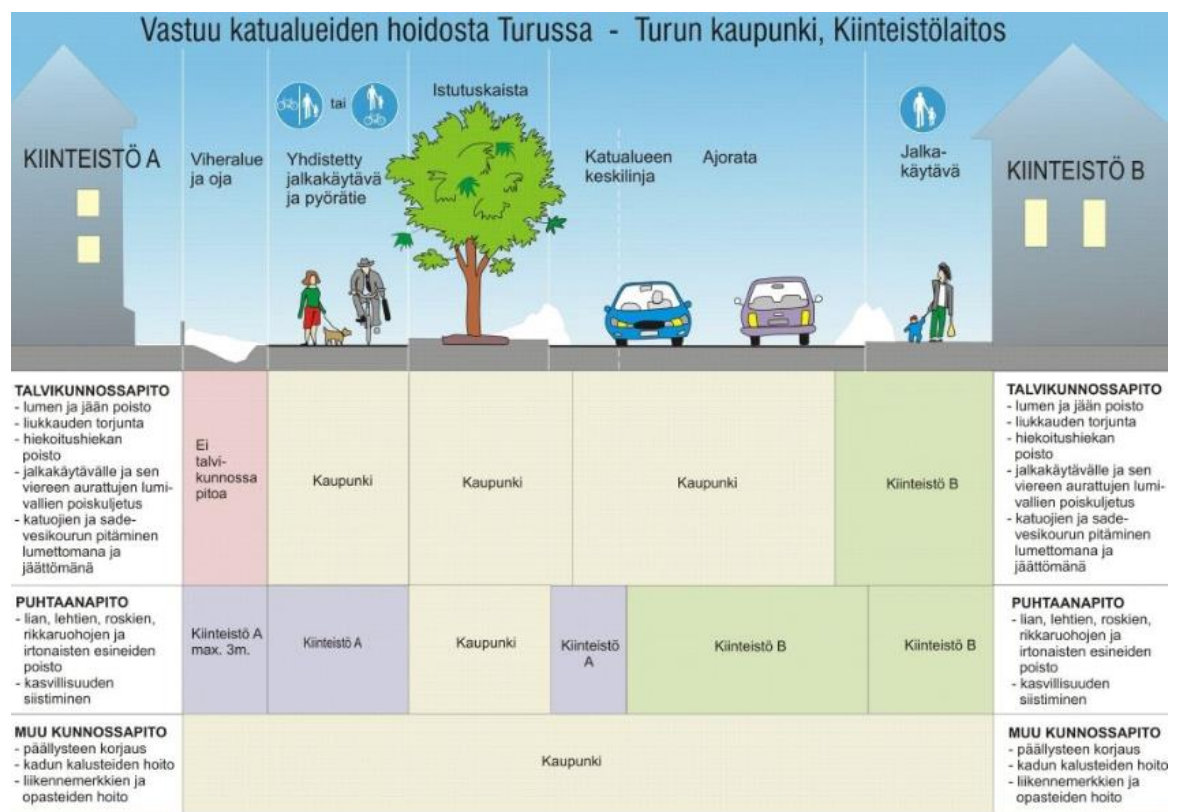 Vastuu katualueiden hoidosta Turussa - Turun kaupunki, Kiinteistölaitos
KIINTEISTÖ A
Viheralue
ja oja
tai
Yhdistetty
jalkakäytävä
ja pyörätie
Istutuskaista
Katualueen
keskilinja
Ajorata
Jalka-
käytävä
KIINTEISTÖ B
TALVIKUNNOSSAPITO
- lumen ja jään poisto
- liukkauden torjunta
- hiekoitushiekan
poisto
- jalkakäytävälle ja sen
viereen aurattujen lumi-
vallien poiskuljetus
- katuojien ja sade-
vesikourun pitäminen
lumettomana ja
jäättömänä
Ei
talvi-
kunnossa
pitoa
Kaupunki
Kaupunki
Kaupunki
Kiinteistö B
TALVIKUNNOSSAPITO
- lumen ja jään poisto
- liukkauden torjunta
- hiekoitushiekan
poisto
- jalkakäytävälle ja sen
viereen aurattujen lumi-
vallien poiskuljetus
- katuojien ja sade-
vesikourun pitäminen
lumettomana ja
jäättömänä
PUHTAANAPITO
- lian, lehtien, roskien,
rikkaruohojen ja
irtonaisten esineiden
poisto
- kasvillisuuden
siistiminen
Kiinteistö A
max. 3m.
Kiinteistö A
Kaupunki
Kiinteistö
A
Kiinteistö B
Kiinteistö B
PUHTAANAPITO
- lian, lehtien, roskien,
rikkaruohojen ja
irtonaisten esineiden
poisto
- kasvillisuuden
siistiminen
MUU KUNNOSSAPITO
- päällysteen korjaus
- kadun kalusteiden hoito
- liikennemerkkien ja
opasteiden hoito
Kaupunki
MUU KUNNOSSAPITO
- päällysteen korjaus
- kadun kalusteiden hoito
- liikennemerkkien ja
opasteiden hoito